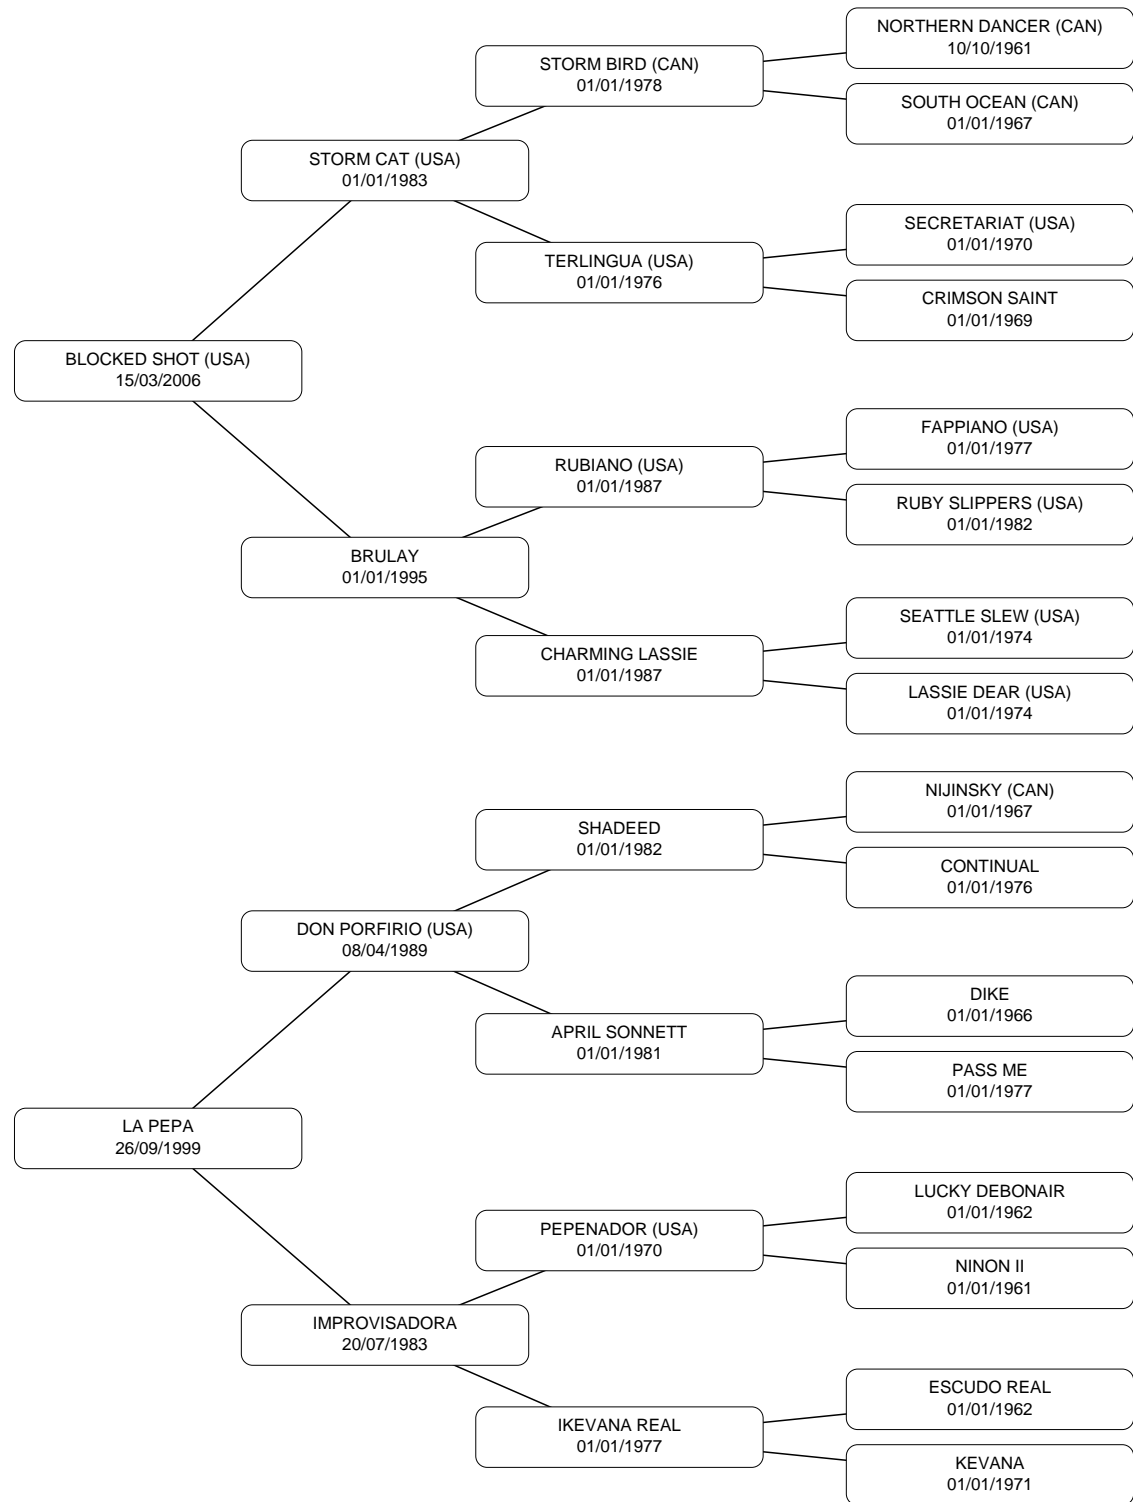 NORTHERN DANCER (CAN)
10/10/1961
STORM BIRD (CAN)
01/01/1978
SOUTH OCEAN (CAN)
01/01/1967
STORM CAT (USA)
01/01/1983
SECRETARIAT (USA)
01/01/1970
TERLINGUA (USA)
01/01/1976
CRIMSON SAINT
01/01/1969
BLOCKED SHOT (USA)
15/03/2006
FAPPIANO (USA)
01/01/1977
RUBIANO (USA)
01/01/1987
RUBY SLIPPERS (USA)
01/01/1982
BRULAY
01/01/1995
SEATTLE SLEW (USA)
01/01/1974
CHARMING LASSIE
01/01/1987
LASSIE DEAR (USA)
01/01/1974
NIJINSKY (CAN)
01/01/1967
SHADEED
01/01/1982
CONTINUAL
01/01/1976
DON PORFIRIO (USA)
08/04/1989
DIKE
01/01/1966
APRIL SONNETT
01/01/1981
PASS ME
01/01/1977
LA PEPA
26/09/1999
LUCKY DEBONAIR
01/01/1962
PEPENADOR (USA)
01/01/1970
NINON II
01/01/1961
IMPROVISADORA
20/07/1983
ESCUDO REAL
01/01/1962
IKEVANA REAL
01/01/1977
KEVANA
01/01/1971